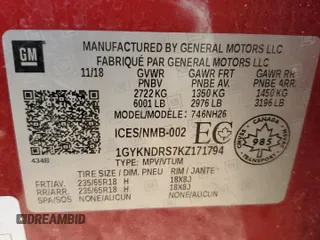 GM
MANUFACTURED BY GENERAL MOTORS LLC
FABRIQUÉ PAR GENERAL MOTORS LLC
11/18 GVWR GAWR FRT GAWR RR
PNBV PNBE AV. PNBE ARR.
2722 KG 1350 KG 1450 KG
6001 LB 2976 LB 3196 LB
MODEL/MODÈLE: 746NH26
ICES/NMB-002 EC
CANADA
985
1GYKNDRS7KZ171794
434B TYPE: MPV/VTUM
TIRE SIZE / DIM. PNEU RIM / JANTE
FRT/AV. 235/65R18 H 18X8J
RR/ARR. 235/65R18 H 18X8J
SPA/SOS NONE/AUCUN NONE/AUCUN
DREAMBID